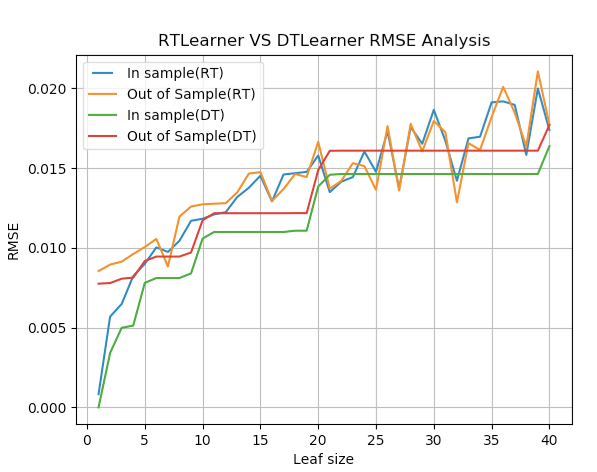 RTLearner VS DTLearner RMSE Analysis
In sample(RT)
Out of Sample(RT)
In sample(DT)
Out of Sample(DT)
RMSE
0.020
0.015
0.010
0.005
0.000
0 5 10 15 20 25 30 35 40
Leaf size